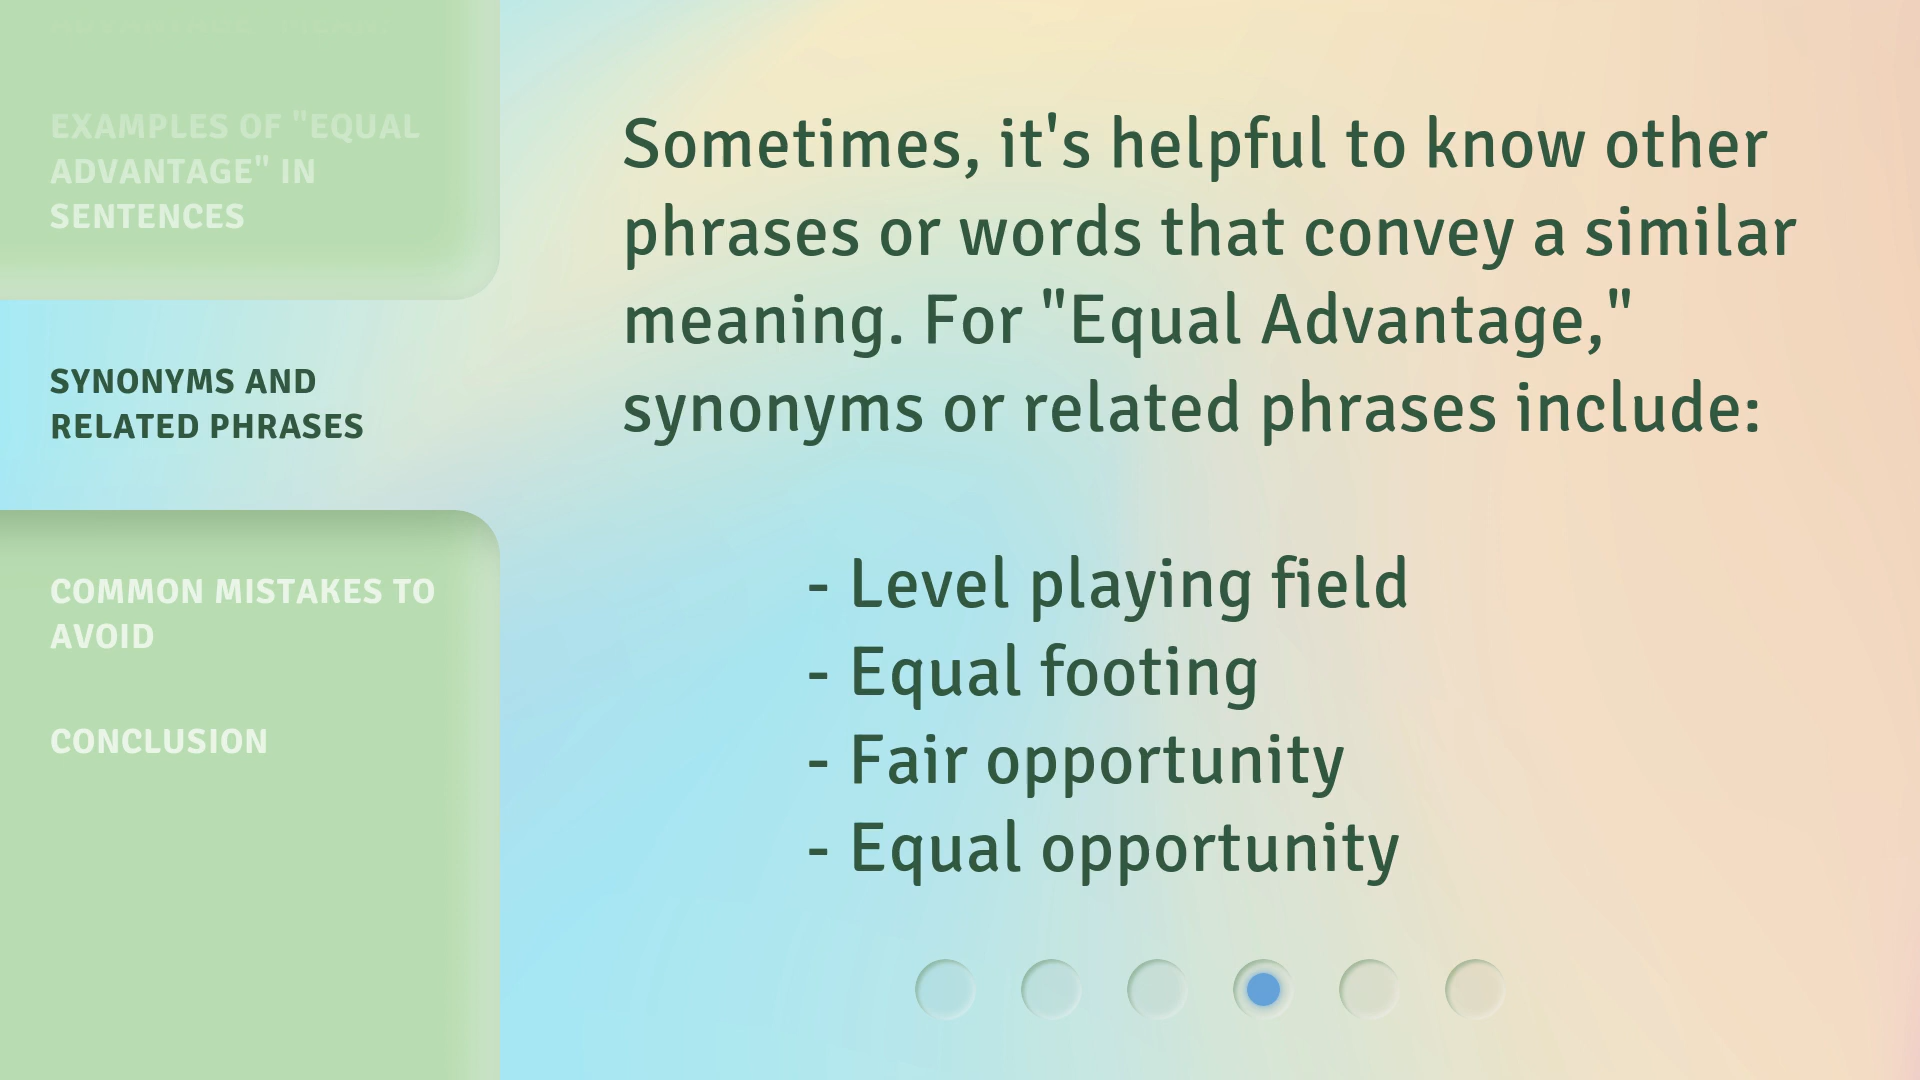 EXAMPLES OF "EQUAL
ADVANTAGE" IN
SENTENCES
SYNONYMS AND
RELATED PHRASES
COMMON MISTAKES TO
AVOID
CONCLUSION
Sometimes, it's helpful to know other
phrases or words that convey a similar
meaning. For "Equal Advantage,"
synonyms or related phrases include:
- Level playing field
- Equal footing
- Fair opportunity
- Equal opportunity